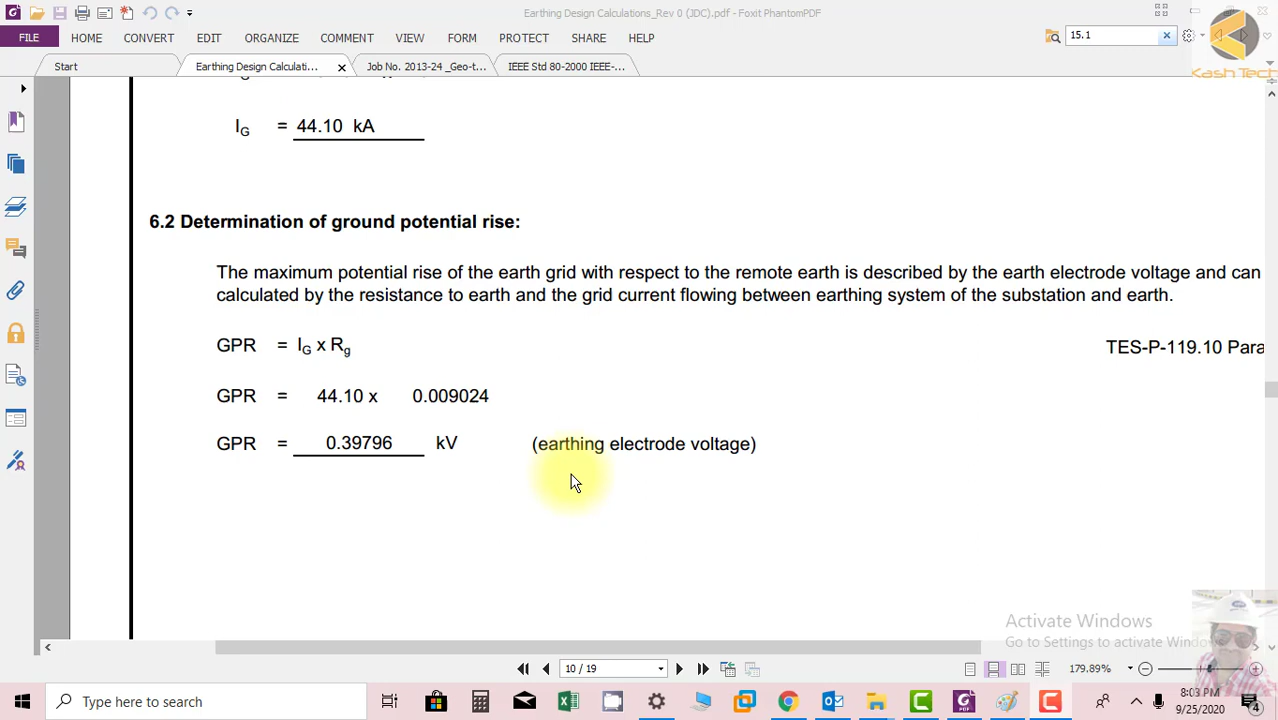 Earthing Design Calculations_Rev 0 (JDC).pdf - Foxit PhantomPDF
FILE HOME CONVERT EDIT ORGANIZE COMMENT VIEW FORM PROTECT SHARE HELP
15.1
Kash Tech
Start
Earthing Design Calculati...
Job No. 2013-24 _Geo-t...
IEEE Std 80-2000 IEEE-...
IG = 44.10 kA
6.2 Determination of ground potential rise:
The maximum potential rise of the earth grid with respect to the remote earth is described by the earth electrode voltage and can
calculated by the resistance to earth and the grid current flowing between earthing system of the substation and earth.
GPR = IG x Rg
TES-P-119.10 Para
GPR = 44.10 x 0.009024
GPR = 0.39796 kV (earthing electrode voltage)
Activate Windows
Go to Settings to activate
10 / 19
179.89%
Type here to search
8:03 PM
9/25/2020
4